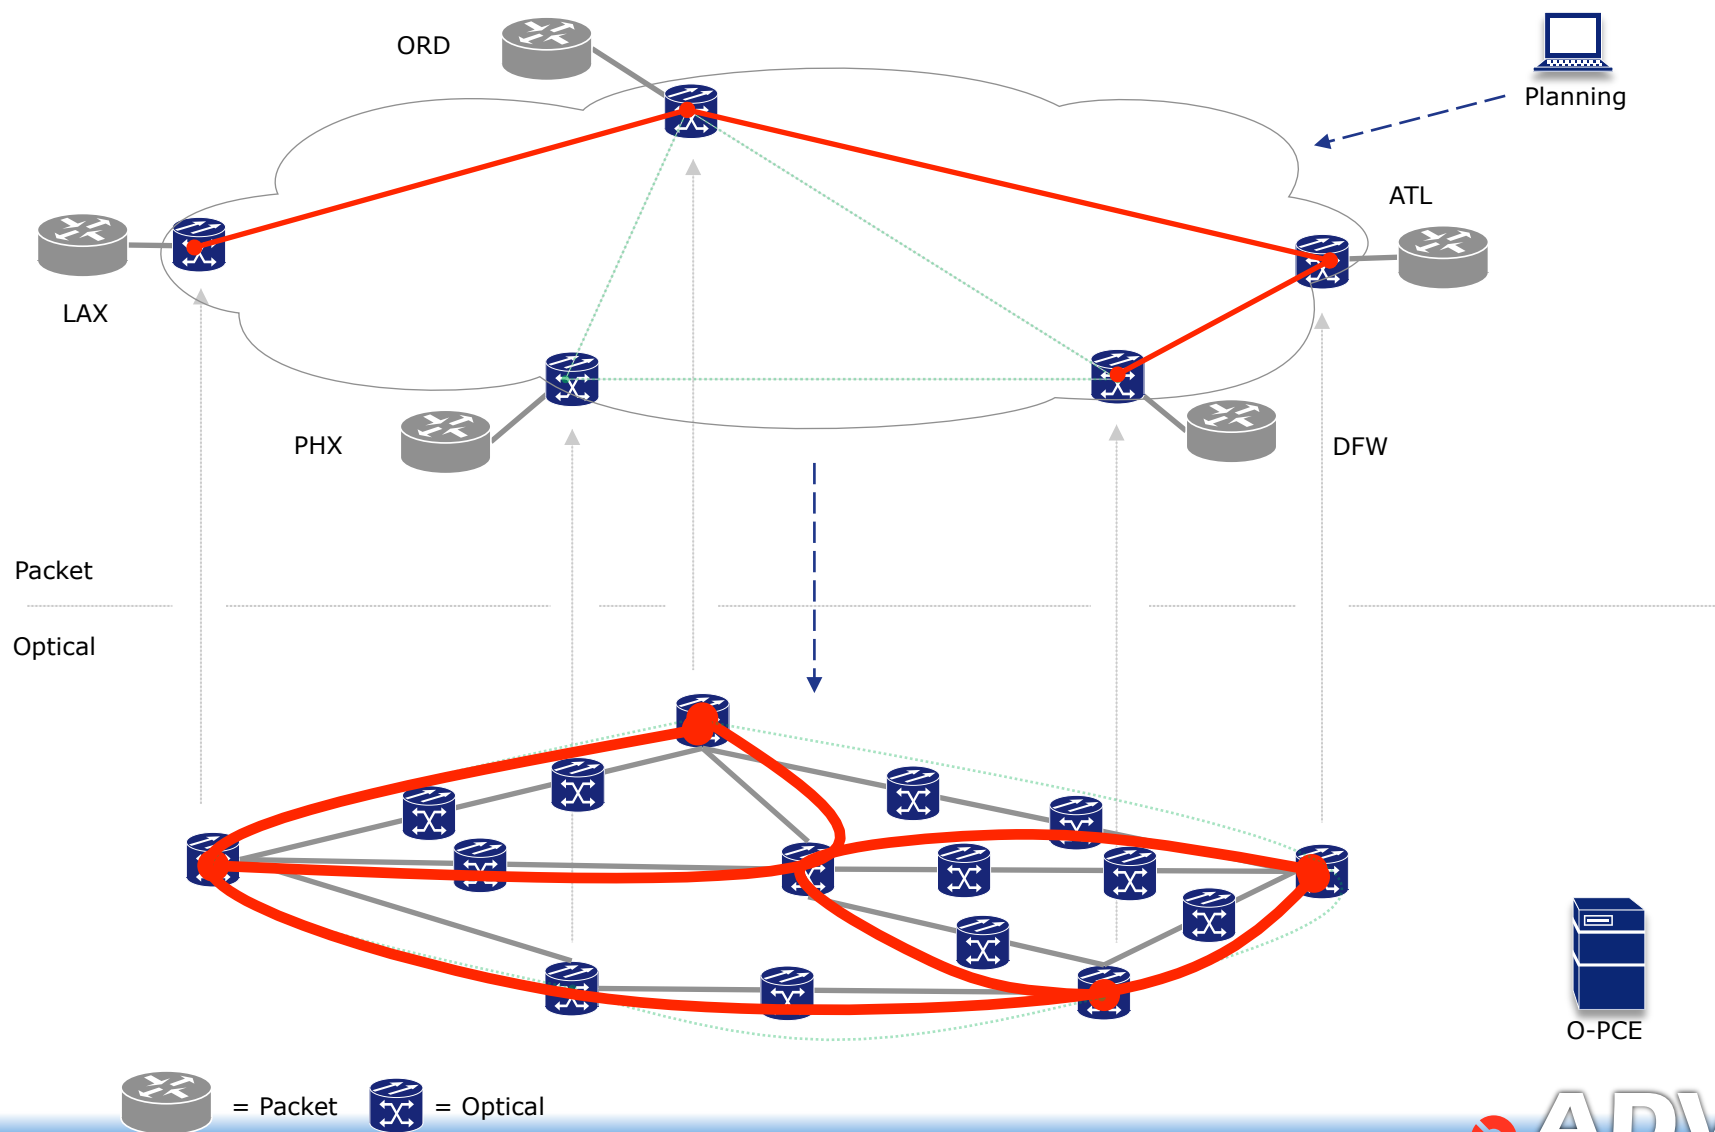 ORD
Planning
ATL
LAX
PHX
DFW
Packet
Optical
O-PCE
= Packet
= Optical